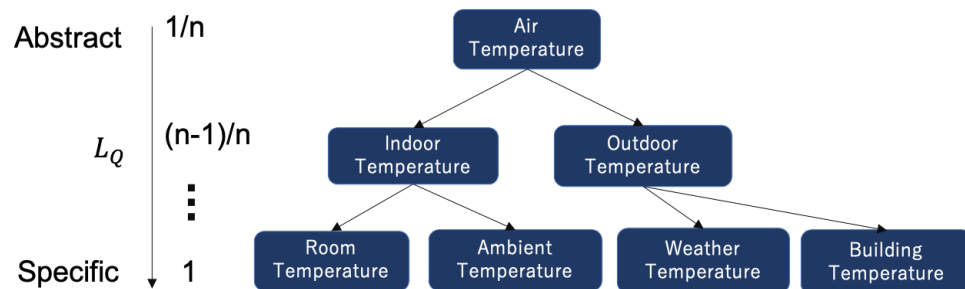 Abstract
1/n
Air
Temperature
L_Q
(n-1)/n
Indoor
Temperature
Outdoor
Temperature
⋮
Room
Temperature
Ambient
Temperature
Weather
Temperature
Building
Temperature
Specific
1